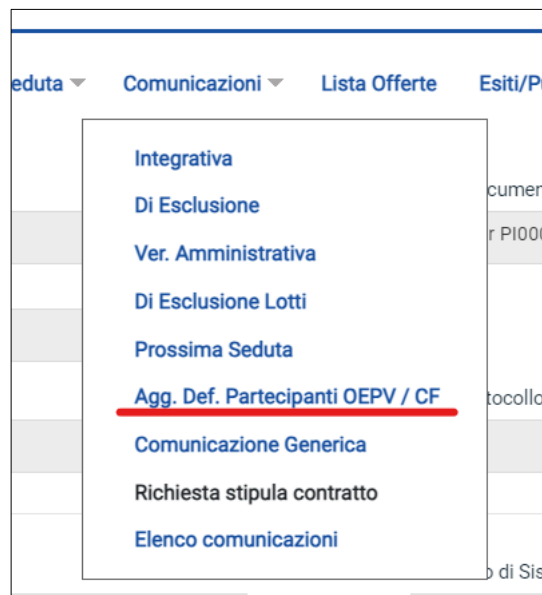 eduta Comunicazioni Lista Offerte Esiti/P
Integrativa
cumen
Di Esclusione
r PI000
Ver. Amministrativa
Di Esclusione Lotti
Prossima Seduta
Agg. Def. Partecipanti OEPV / CF
tocollo
Comunicazione Generica
Richiesta stipula contratto
Elenco comunicazioni
o di Sis